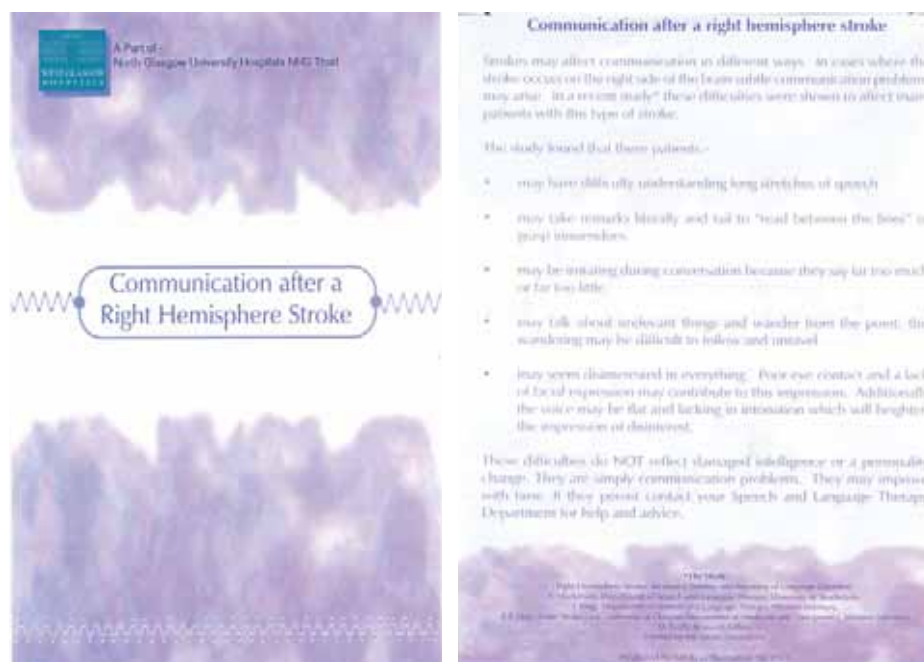 A Part of -
North Glasgow University Hospitals NHS Trust
Communication after a
Right Hemisphere Stroke
Communication after a right hemisphere stroke
Strokes may affect communication in different ways. In cases where the
stroke occurs on the right side of the brain subtle communication problem
may arise. In a recent study* these difficulties were shown to affect many
patients with this type of stroke.
The study found that these patients:-
• may have difficulty understanding long stretches of speech
• may take remarks literally and fail to "read between the lines" o
grasp innuendoes
• may be irritating during conversation because they say far too much
or far too little
• may talk about irrelevant things and wander from the point: this
wandering may be difficult to follow and unravel
• may seem disinterested in everything. Poor eye contact and a lack
of facial expression may contribute to this impression. Additionally
the voice may be flat and lacking in intonation which will heighten
the impression of disinterest.
These difficulties do NOT reflect damaged intelligence or a personality
change. They are simply communication problems. They may improve
with time. If they persist contact your Speech and Language Therapy
Department for help and advice.